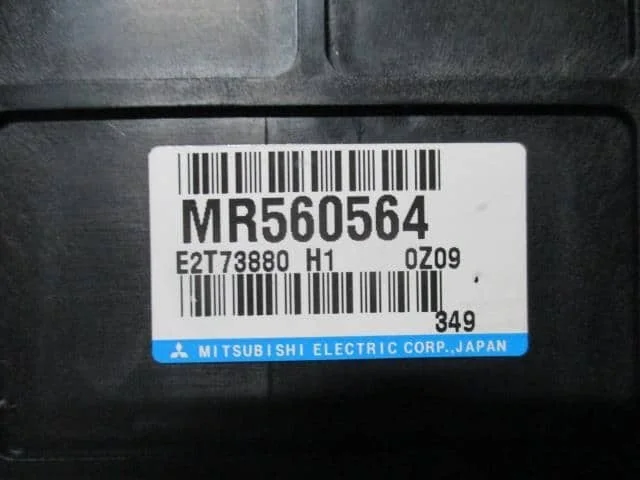 MR560564
E2T73880 H1 0Z09
349
MITSUBISHI ELECTRIC CORP.,JAPAN